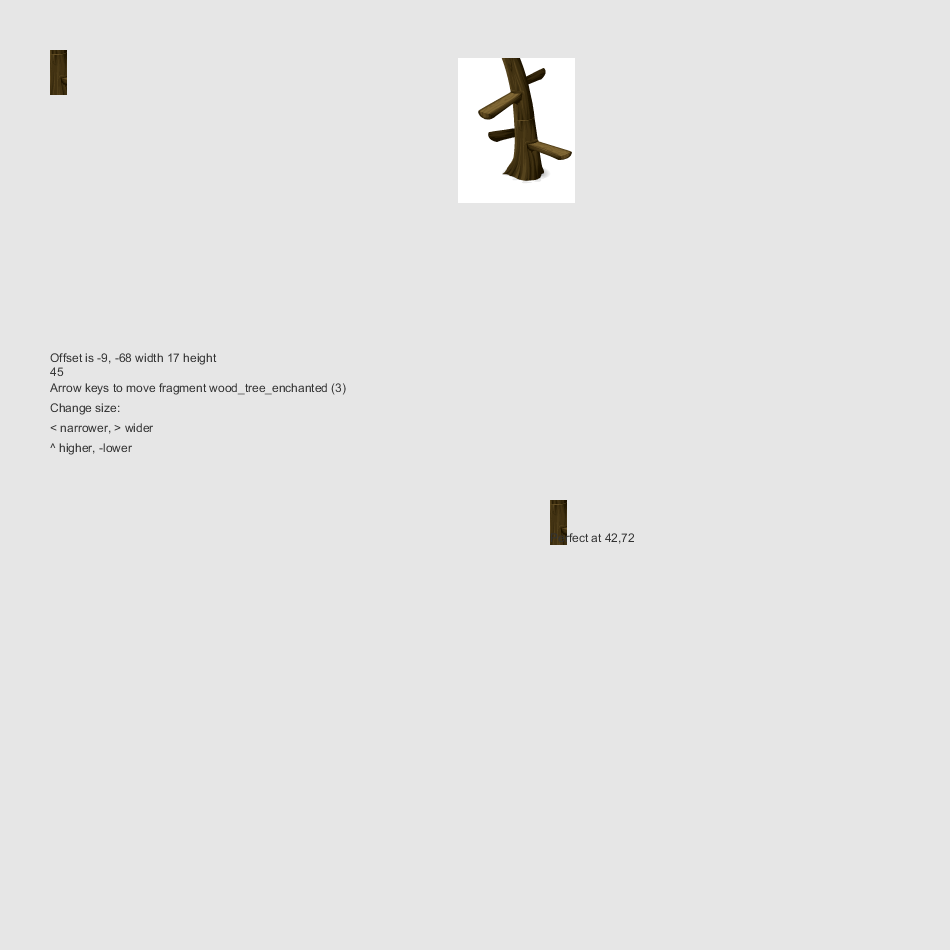 Offset is -9, -68 width 17 height
45
Arrow keys to move fragment wood_tree_enchanted (3)
Change size:
< narrower, > wider
^ higher, -lower
fect at 42,72